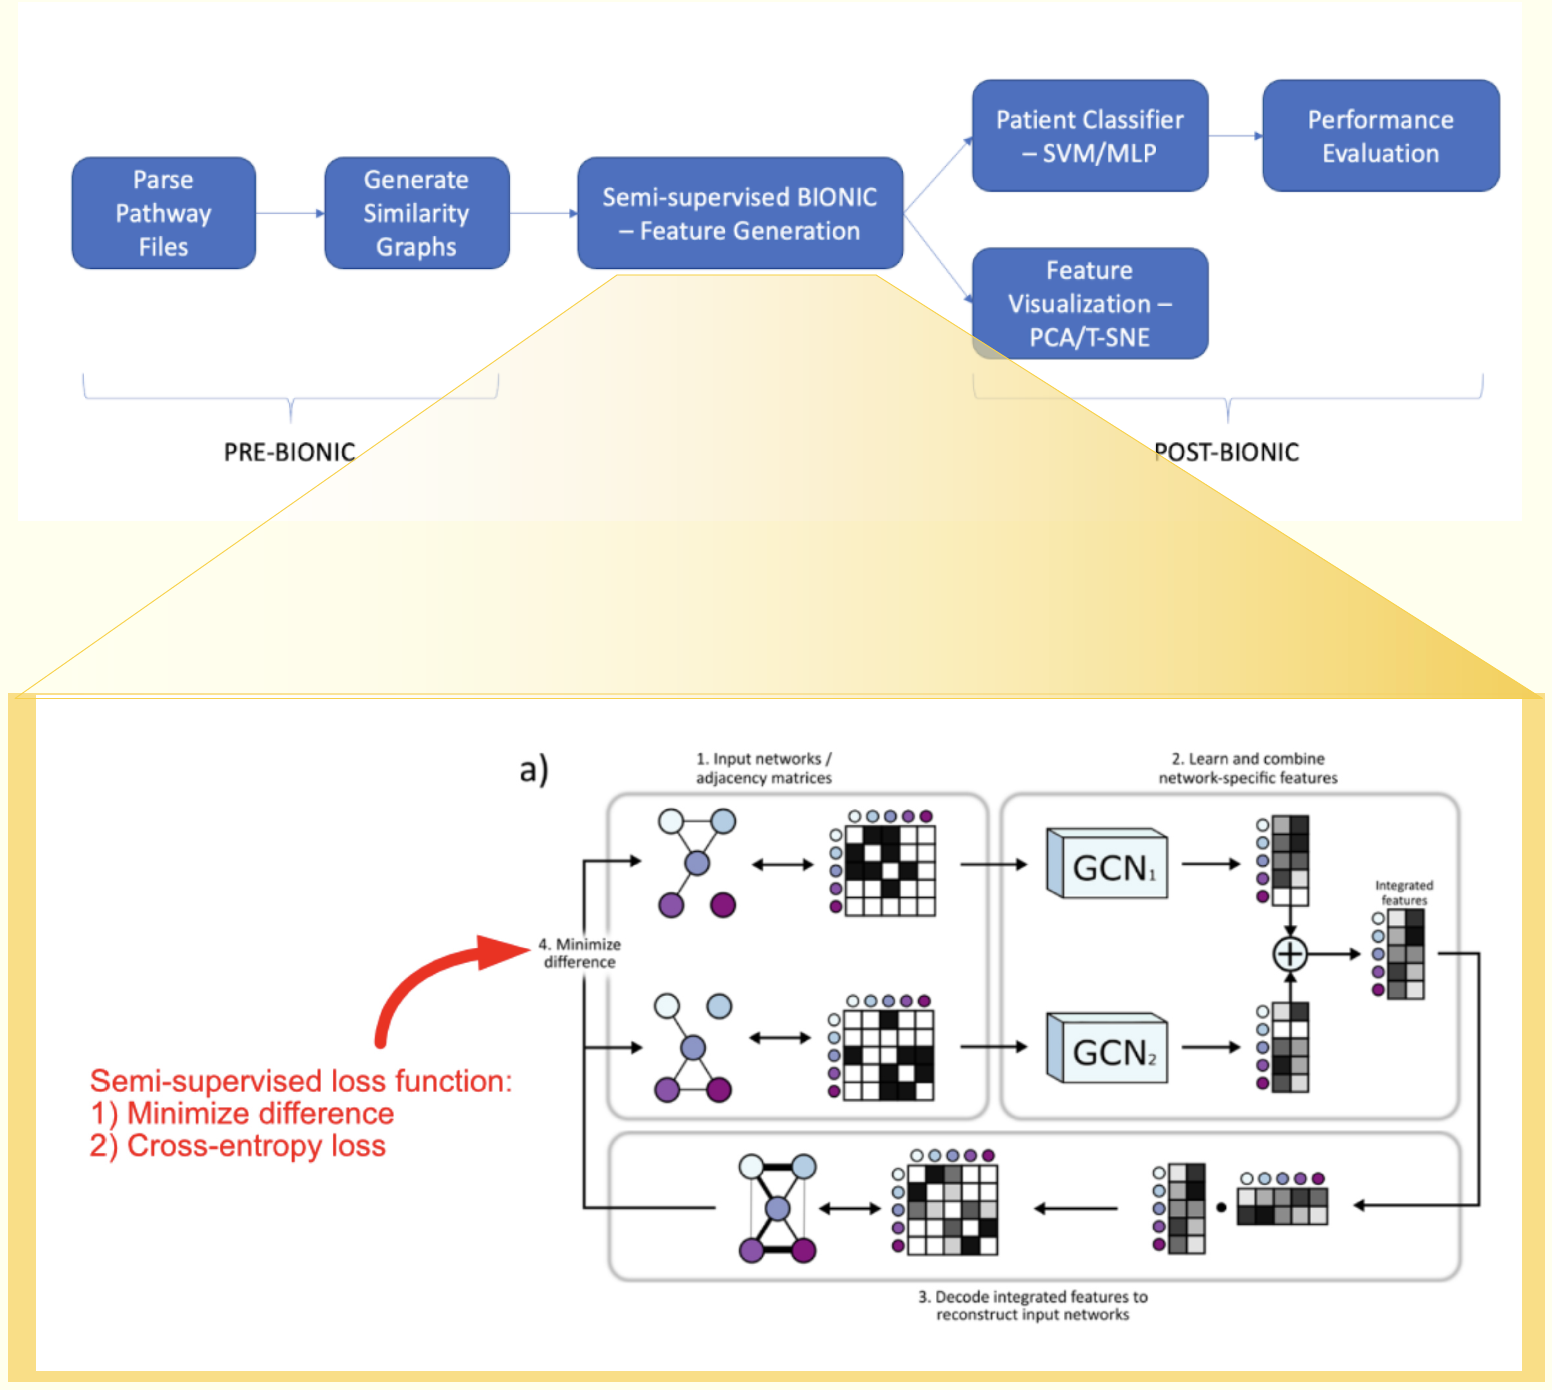 Parse
Pathway
Files
Generate
Similarity
Graphs
Semi-supervised BIONIC
– Feature Generation
Patient Classifier
– SVM/MLP
Performance
Evaluation
Feature
Visualization –
PCA/T-SNE
PRE-BIONIC
POST-BIONIC
a)
1. Input networks /
adjacency matrices
2. Learn and combine
network-specific features
GCN1
Integrated
features
4. Minimize
difference
GCN2
Semi-supervised loss function:
1) Minimize difference
2) Cross-entropy loss
3. Decode integrated features to
reconstruct input networks